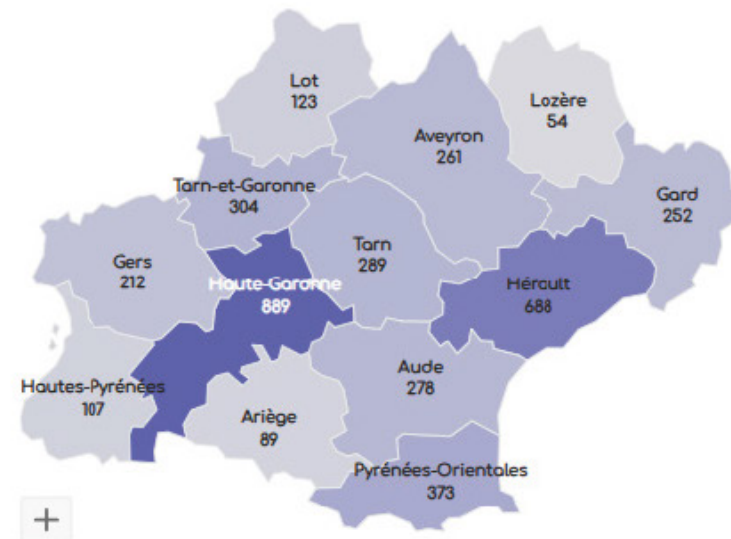 Lot
123
Lozère
54
Aveyron
261
Tarn-et-Garonne
304
Gard
252
Tarn
289
Gers
212
Haute-Garonne
889
Hérault
688
Aude
278
Hautes-Pyrénées
107
Ariège
89
Pyrénées-Orientales
373
+